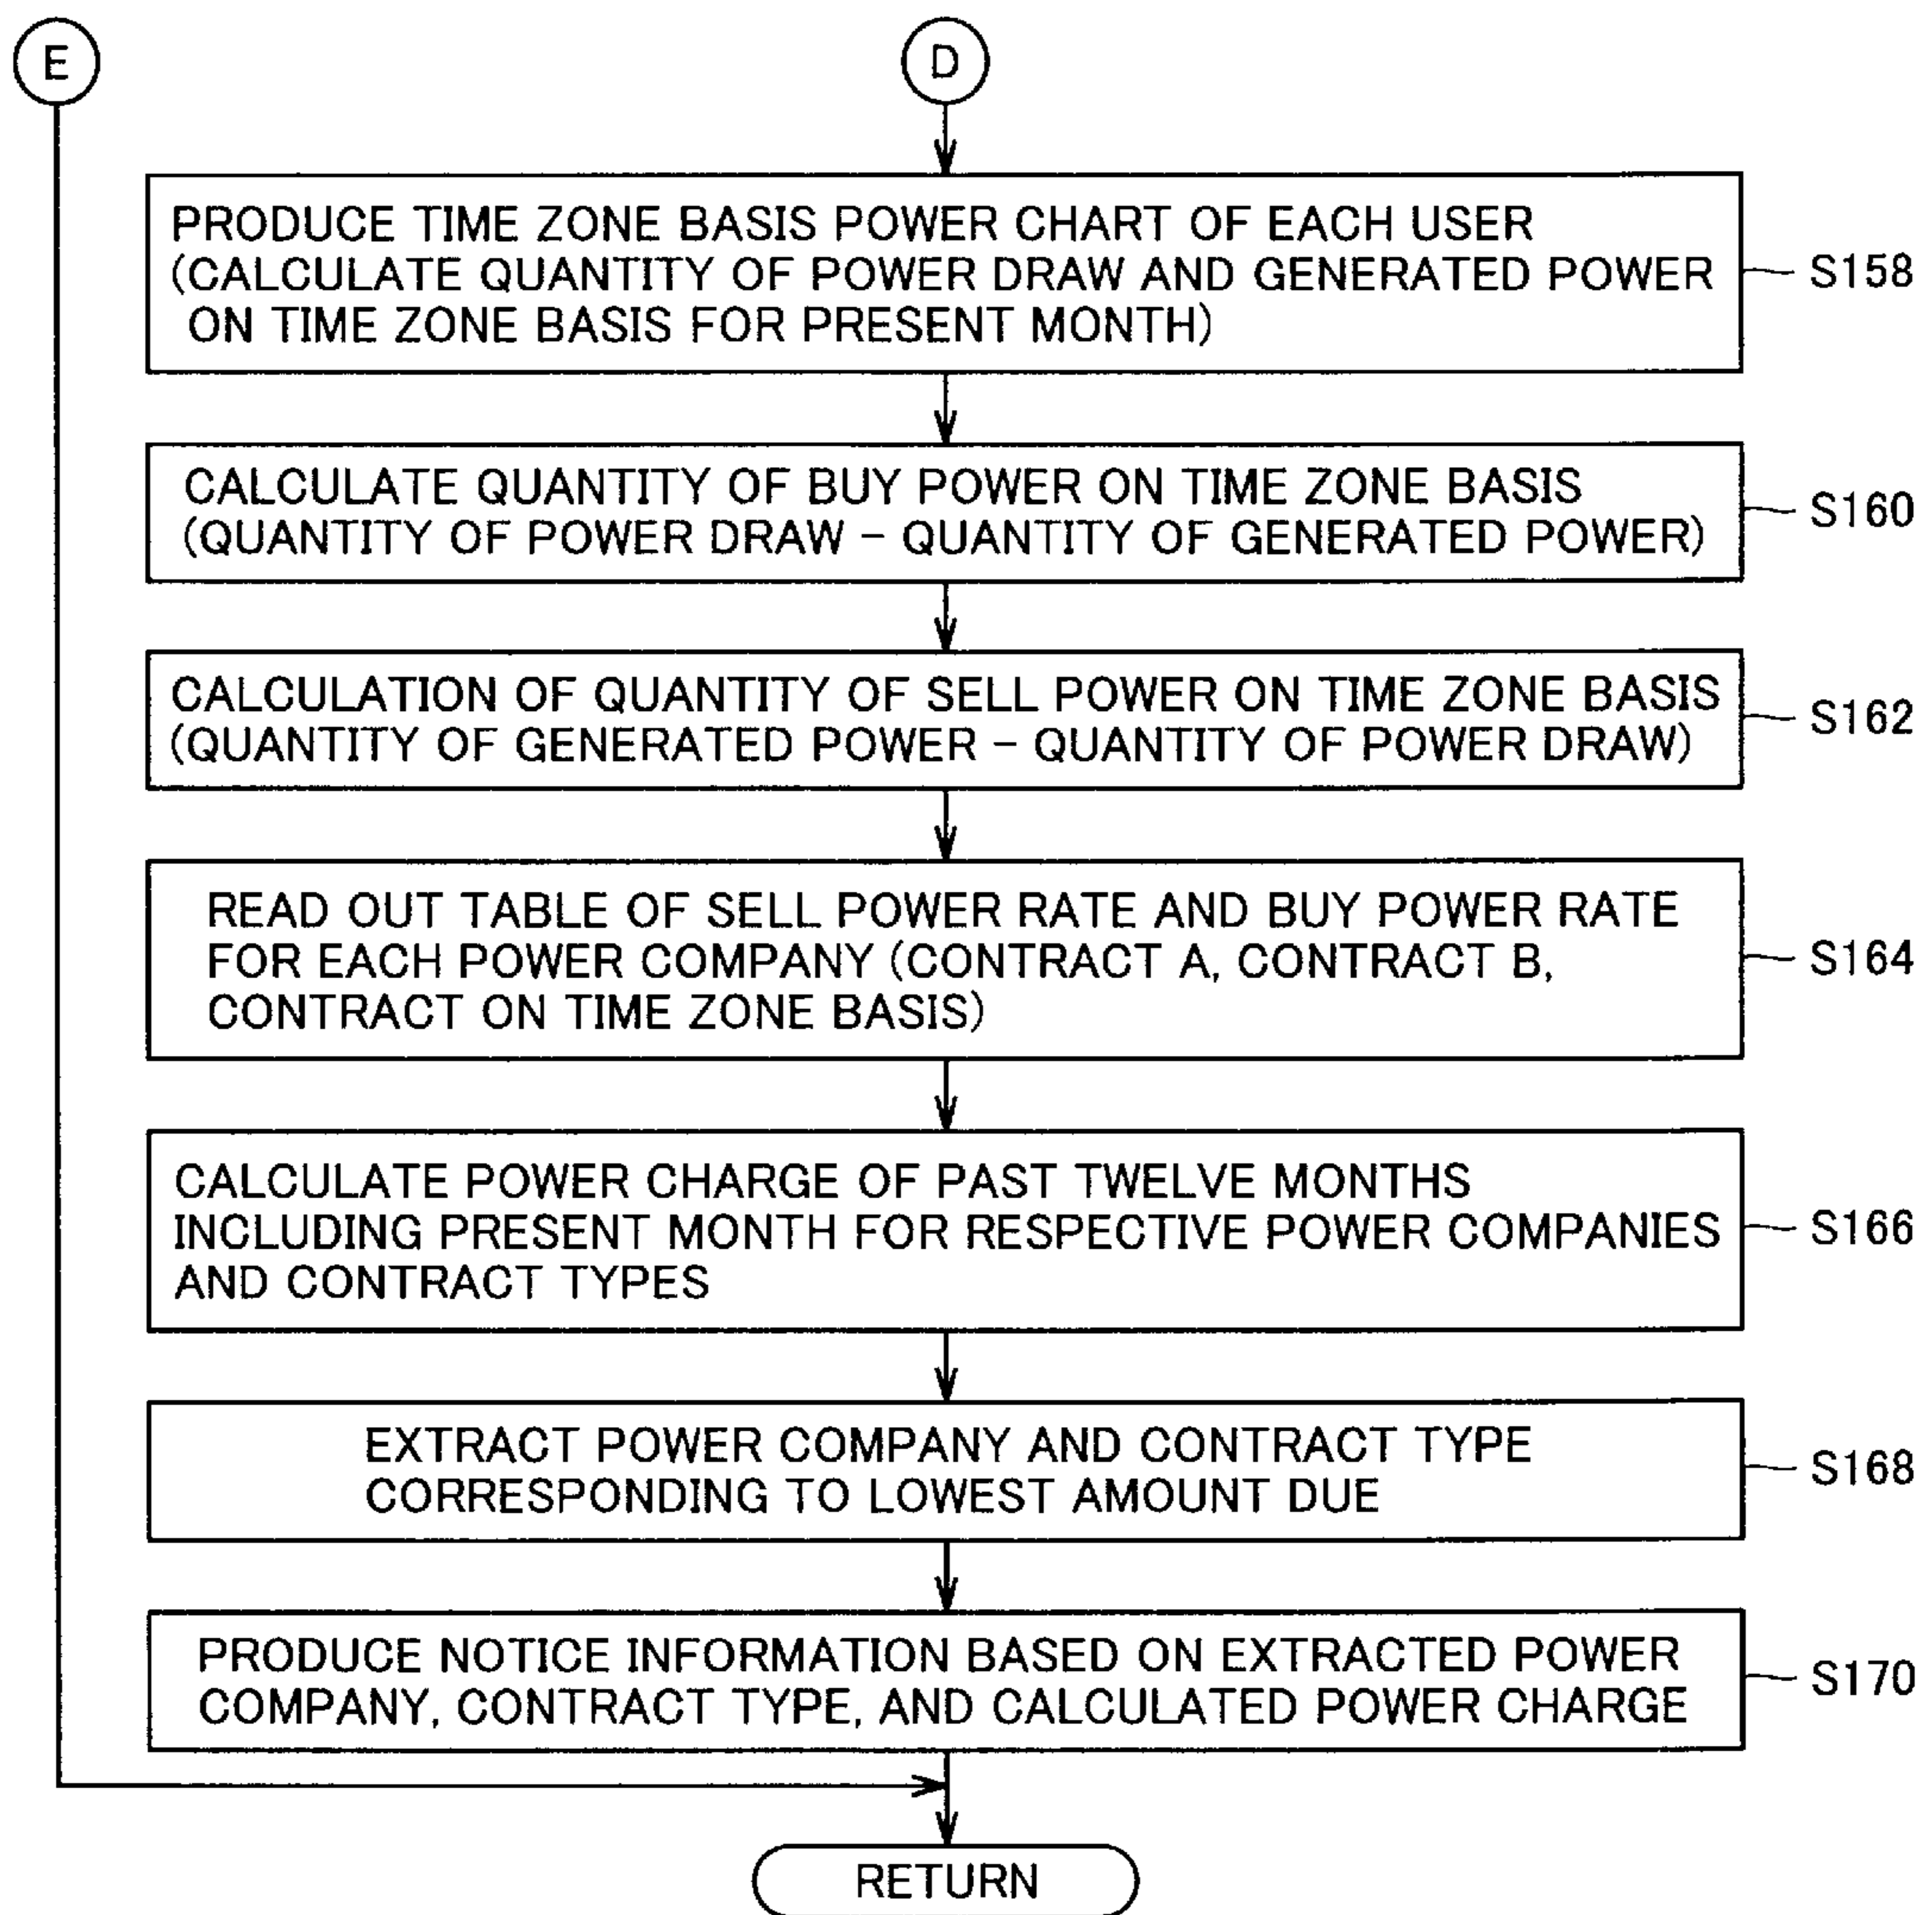 E
D
PRODUCE TIME ZONE BASIS POWER CHART OF EACH USER
(CALCULATE QUANTITY OF POWER DRAW AND GENERATED POWER
ON TIME ZONE BASIS FOR PRESENT MONTH)
S158
CALCULATE QUANTITY OF BUY POWER ON TIME ZONE BASIS
(QUANTITY OF POWER DRAW – QUANTITY OF GENERATED POWER)
S160
CALCULATION OF QUANTITY OF SELL POWER ON TIME ZONE BASIS
(QUANTITY OF GENERATED POWER – QUANTITY OF POWER DRAW)
S162
READ OUT TABLE OF SELL POWER RATE AND BUY POWER RATE
FOR EACH POWER COMPANY (CONTRACT A, CONTRACT B,
CONTRACT ON TIME ZONE BASIS)
S164
CALCULATE POWER CHARGE OF PAST TWELVE MONTHS
INCLUDING PRESENT MONTH FOR RESPECTIVE POWER COMPANIES
AND CONTRACT TYPES
S166
EXTRACT POWER COMPANY AND CONTRACT TYPE
CORRESPONDING TO LOWEST AMOUNT DUE
S168
PRODUCE NOTICE INFORMATION BASED ON EXTRACTED POWER
COMPANY, CONTRACT TYPE, AND CALCULATED POWER CHARGE
S170
RETURN